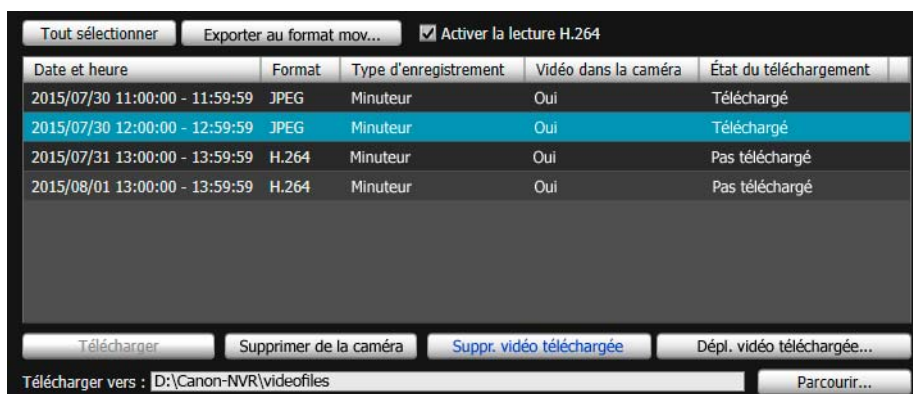 Tout sélectionner Exporter au format mov... Activer la lecture H.264
Date et heure Format Type d'enregistrement Vidéo dans la caméra État du téléchargement
2015/07/30 11:00:00 - 11:59:59 JPEG Minuteur Oui Téléchargé
2015/07/30 12:00:00 - 12:59:59 JPEG Minuteur Oui Téléchargé
2015/07/31 13:00:00 - 13:59:59 H.264 Minuteur Oui Pas téléchargé
2015/08/01 13:00:00 - 13:59:59 H.264 Minuteur Oui Pas téléchargé
Télécharger Supprimer de la caméra Suppr. vidéo téléchargée Dépl. vidéo téléchargée...
Télécharger vers : D:\Canon-NVR\videofiles Parcourir...